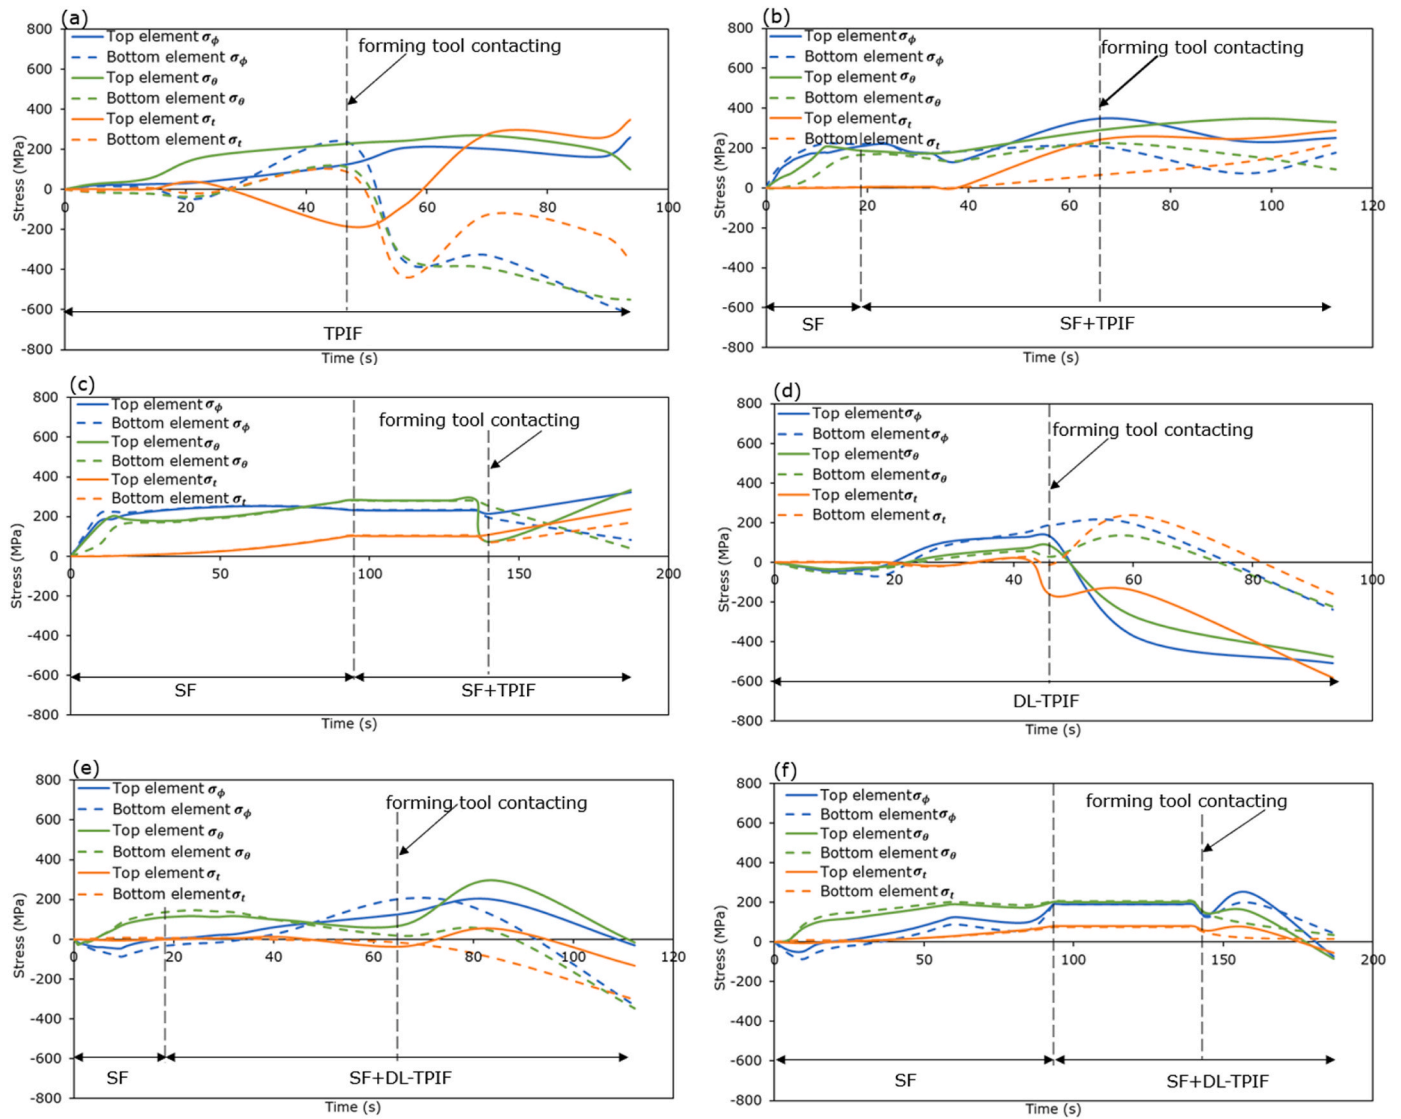 (a)
800
600
400
200
0
-200
-400
-600
-800
Stress (MPa)
Top element σϕ
Bottom element σϕ
Top element σθ
Bottom element σθ
Top element σt
Bottom element σt
forming tool contacting
0 20 40 60 80 100
TPIF
Time (s)
(b)
800
600
400
200
0
-200
-400
-600
-800
Stress (MPa)
Top element σϕ
Bottom element σϕ
Top element σθ
Bottom element σθ
Top element σt
Bottom element σt
forming tool contacting
0 20 40 60 80 100 120
SF SF+TPIF
Time (s)
(c)
800
600
400
200
0
-200
-400
-600
-800
Stress (MPa)
Top element σϕ
Bottom element σϕ
Top element σθ
Bottom element σθ
Top element σt
Bottom element σt
forming tool contacting
0 50 100 150 200
SF SF+TPIF
Time (s)
(d)
800
600
400
200
0
-200
-400
-600
-800
Stress (MPa)
Top element σϕ
Bottom element σϕ
Top element σθ
Bottom element σθ
Top element σt
Bottom element σt
forming tool contacting
0 20 40 60 80 100
DL-TPIF
Time (s)
(e)
800
600
400
200
0
-200
-400
-600
-800
Stress (MPa)
Top element σϕ
Bottom element σϕ
Top element σθ
Bottom element σθ
Top element σt
Bottom element σt
forming tool contacting
0 20 40 60 80 100 120
SF SF+DL-TPIF
Time (s)
(f)
800
600
400
200
0
-200
-400
-600
-800
Stress (MPa)
Top element σϕ
Bottom element σϕ
Top element σθ
Bottom element σθ
Top element σt
Bottom element σt
forming tool contacting
0 50 100 150 200
SF SF+DL-TPIF
Time (s)